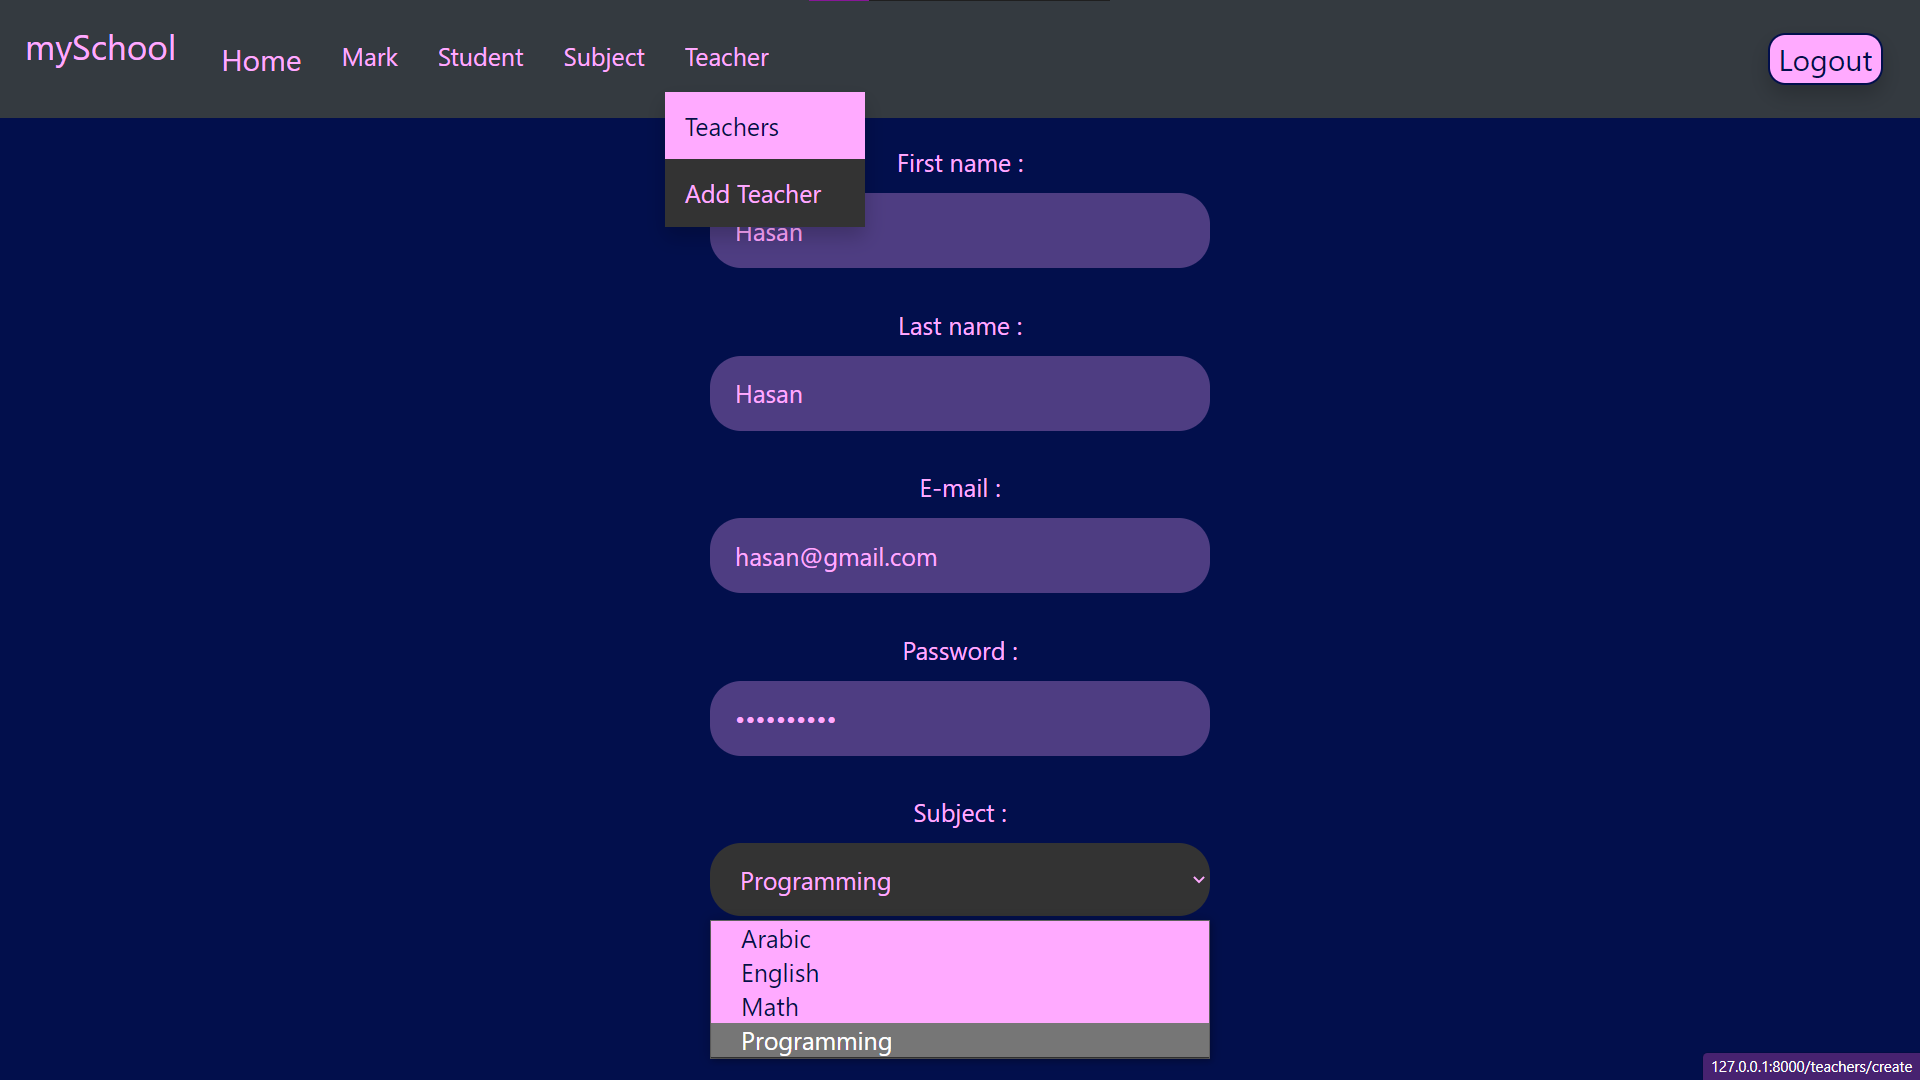 mySchool
Home
Mark
Student
Subject
Teacher
Logout
Teachers
Add Teacher
First name :
Hasan
Last name :
Hasan
E-mail :
hasan@gmail.com
Password :
••••••••••
Subject :
Programming
Arabic
English
Math
Programming
127.0.0.1:8000/teachers/create